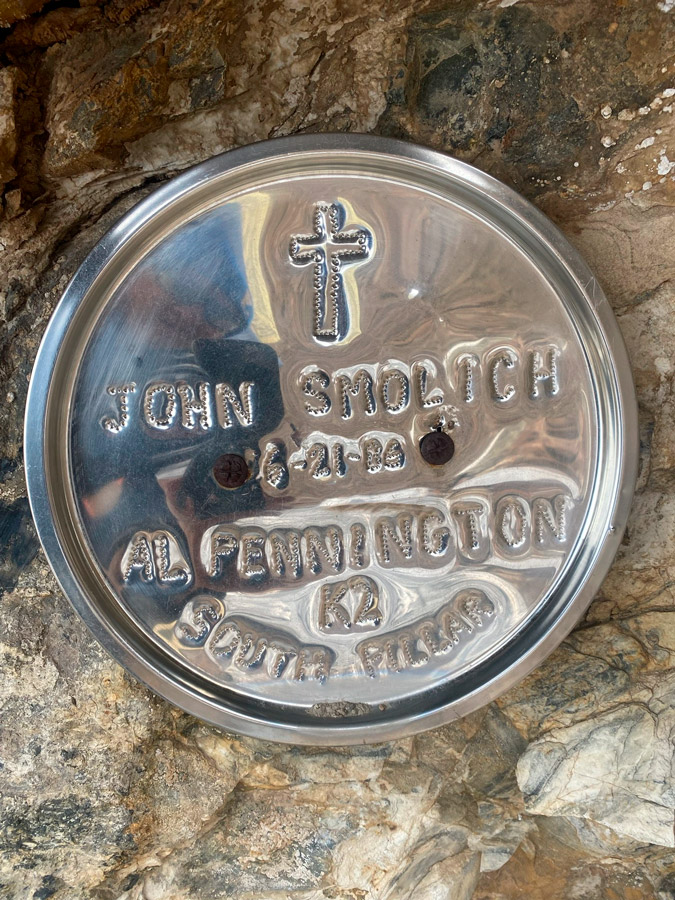 JOHN SMOLICH
6-21-86
AL PENNINGTON
K2
SOUTH PILLAR